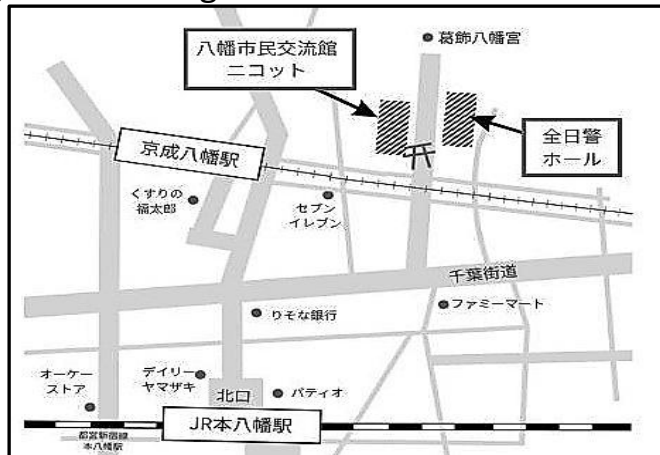 八幡市民交流館
ニコット
葛飾八幡宮
全日警
ホール
京成八幡駅
くすりの
福太郎
セブン
イレブン
千葉街道
りそな銀行
ファミーマート
オーケー
ストア
デイリー
ヤマザキ
北口
パティオ
JR本八幡駅
都営新宿線
本八幡駅